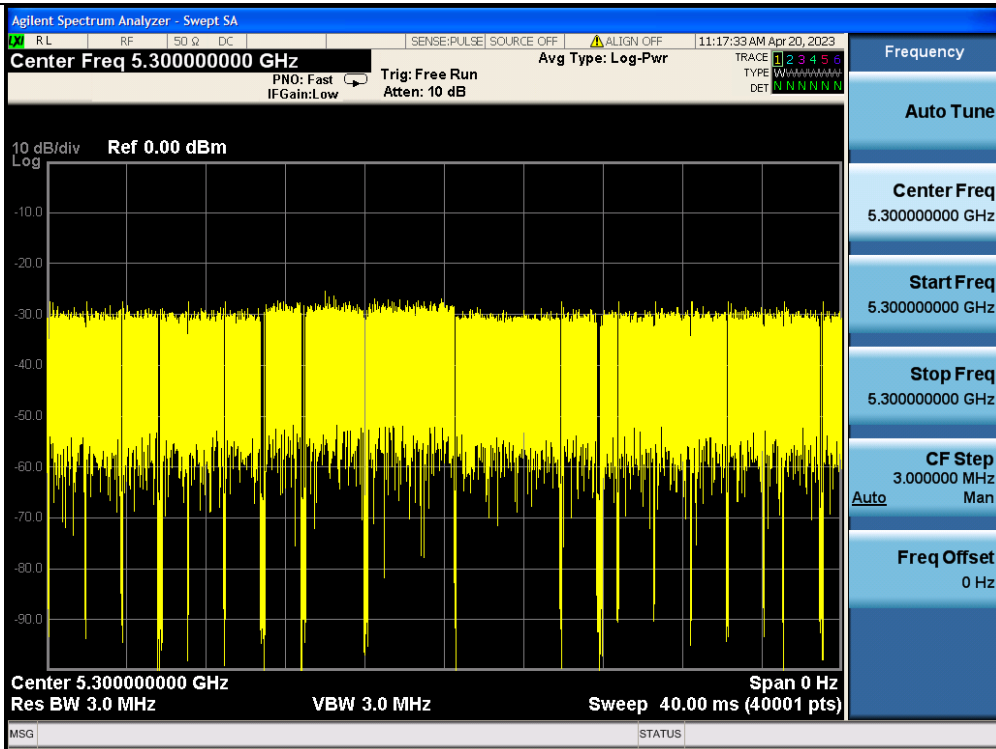 Agilent Spectrum Analyzer - Swept SA
LXI RL RF 50 Ω DC SENSE:PULSE SOURCE OFF ALIGN OFF 11:17:33 AM Apr 20, 2023
Center Freq 5.300000000 GHz
Avg Type: Log-Pwr
TRACE 1 2 3 4 5 6
PNO: Fast Trig: Free Run
TYPE WWWWWW
IFGain:Low Atten: 10 dB
DET N N N N N N
10 dB/div Ref 0.00 dBm
Log
-10.0
-20.0
-30.0
-40.0
-50.0
-60.0
-70.0
-80.0
-90.0
Center 5.300000000 GHz Span 0 Hz
Res BW 3.0 MHz VBW 3.0 MHz Sweep 40.00 ms (40001 pts)
MSG STATUS
Frequency
Auto Tune
Center Freq
5.300000000 GHz
Start Freq
5.300000000 GHz
Stop Freq
5.300000000 GHz
CF Step
3.000000 MHz
Auto Man
Freq Offset
0 Hz